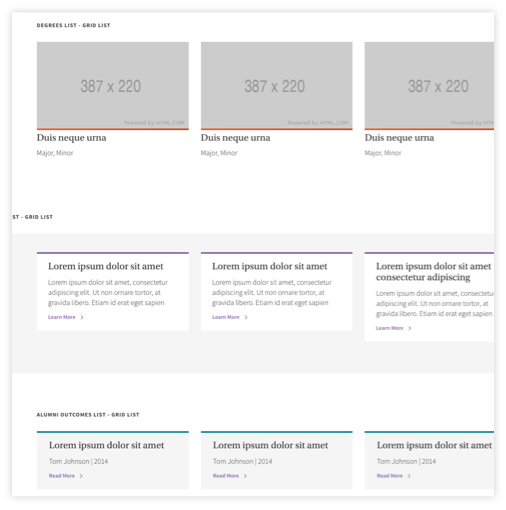 DEGREES LIST - GRID LIST
387 x 220
387 x 220
387 x 220
Powered by HTML.COM
Powered by HTML.COM
Powered by HTML.COM
Duis neque urna
Duis neque urna
Duis neque urna
Major, Minor
Major, Minor
Major, Minor
ST - GRID LIST
Lorem ipsum dolor sit amet
Lorem ipsum dolor sit
 amet, consectetur
adipiscing elit. Ut non ornare tortor, at
gravida libero. Etiam id erat eget sapien
Learn More
Lorem ipsum dolor sit amet
Lorem ipsum dolor sit amet, consectetur
adipiscing elit. Ut non ornare tortor, at
gravida libero. Etiam id erat eget sapien
Learn More
Lorem ipsum dolor sit amet
consectetur adipiscing
Lorem ipsum dolor sit amet, consectetu
adipiscing elit. Ut non ornare tortor, at
gravida libero. Etiam id erat eget sapien
Learn More
ALUMNI OUTCOMES LIST - GRID LIST
Lorem ipsum dolor sit amet
Tom Johnson | 2014
Read More
Lorem ipsum dolor sit amet
Tom Johnson | 2014
Read More
Lorem ipsum dolor sit amet
Tom Johnson | 2014
Read More